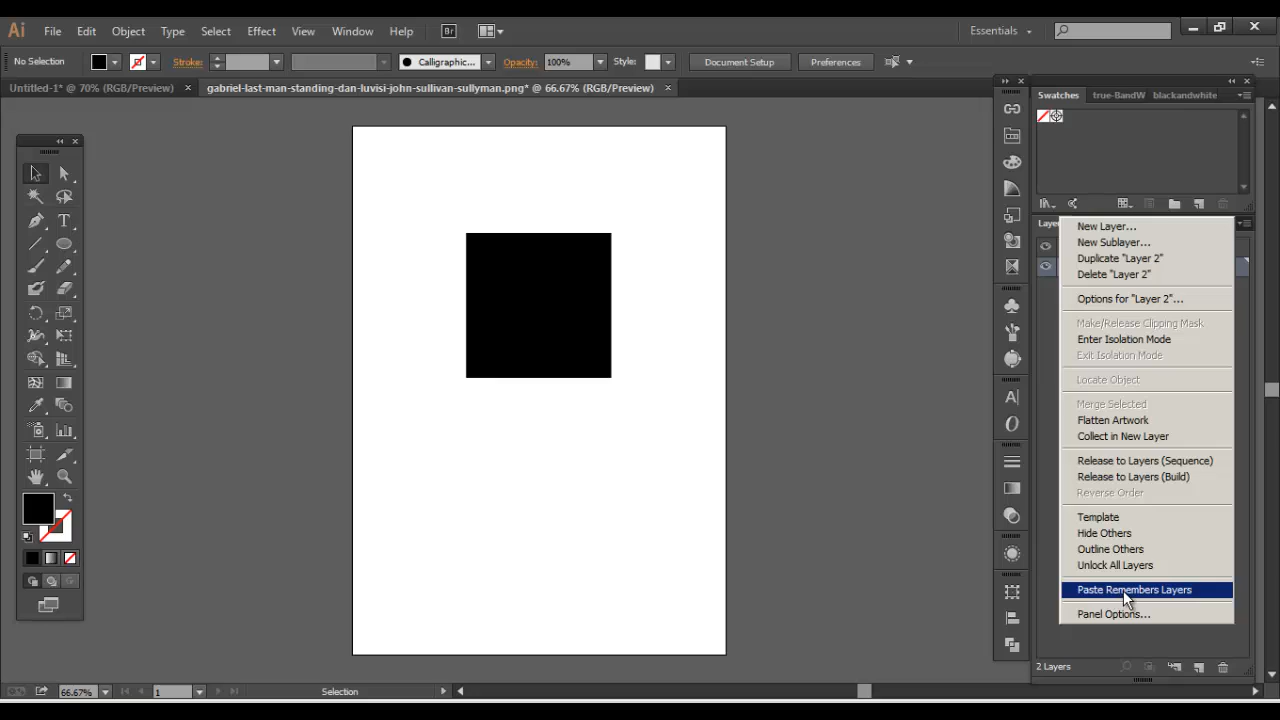 Ai File Edit Object Type Select Effect View Window Help Br Essentials
No Selection Stroke: Calligraphic... Opacity: 100% Style: Document Setup Preferences
Untitled-1* @ 70% (RGB/Preview) × gabriel-last-man-standing-dan-luvisi-john-sullivan-sullyman.png* @ 66.67% (RGB/Preview) ×
Swatches true-BandW blackandwhite
Laye
New Layer...
New Sublayer...
Duplicate "Layer 2"
Delete "Layer 2"
Options for "Layer 2"...
Make/Release Clipping Mask
Enter Isolation Mode
Exit Isolation Mode
Locate Object
Merge Selected
Flatten Artwork
Collect in New Layer
Release to Layers (Sequence)
Release to Layers (Build)
Reverse Order
Template
Hide Others
Outline Others
Unlock All Layers
Paste Remembers Layers
Panel Options...
2 Layers
66.67% 1 Selection